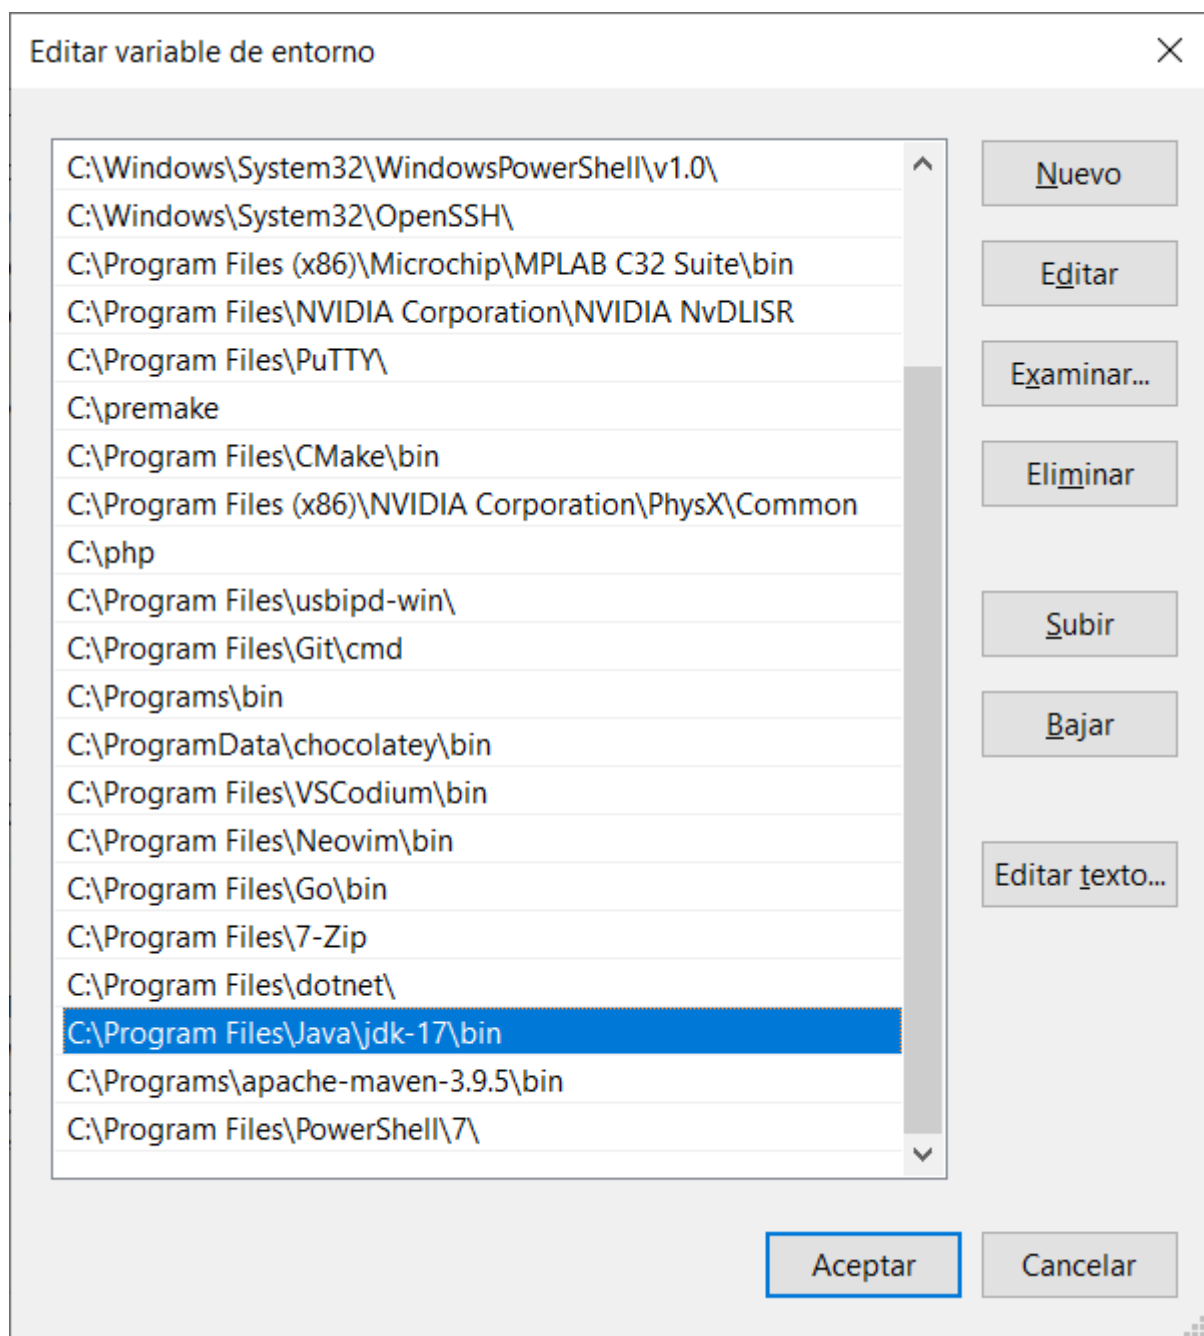 Editar variable de entorno
C:\Windows\System32\WindowsPowerShell\v1.0\
C:\Windows\System32\OpenSSH\
C:\Program Files (x86)\Microchip\MPLAB C32 Suite\bin
C:\Program Files\NVIDIA Corporation\NVIDIA NvDLISR
C:\Program Files\PuTTY\
C:\premake
C:\Program Files\CMake\bin
C:\Program Files (x86)\NVIDIA Corporation\PhysX\Common
C:\php
C:\Program Files\usbipd-win\
C:\Program Files\Git\cmd
C:\Programs\bin
C:\ProgramData\chocolatey\bin
C:\Program Files\VSCodium\bin
C:\Program Files\Neovim\bin
C:\Program Files\Go\bin
C:\Program Files\7-Zip
C:\Program Files\dotnet\
C:\Program Files\Java\jdk-17\bin
C:\Programs\apache-maven-3.9.5\bin
C:\Program Files\PowerShell\7\
Nuevo
Editar
Examinar...
Eliminar
Subir
Bajar
Editar texto...
Aceptar
Cancelar